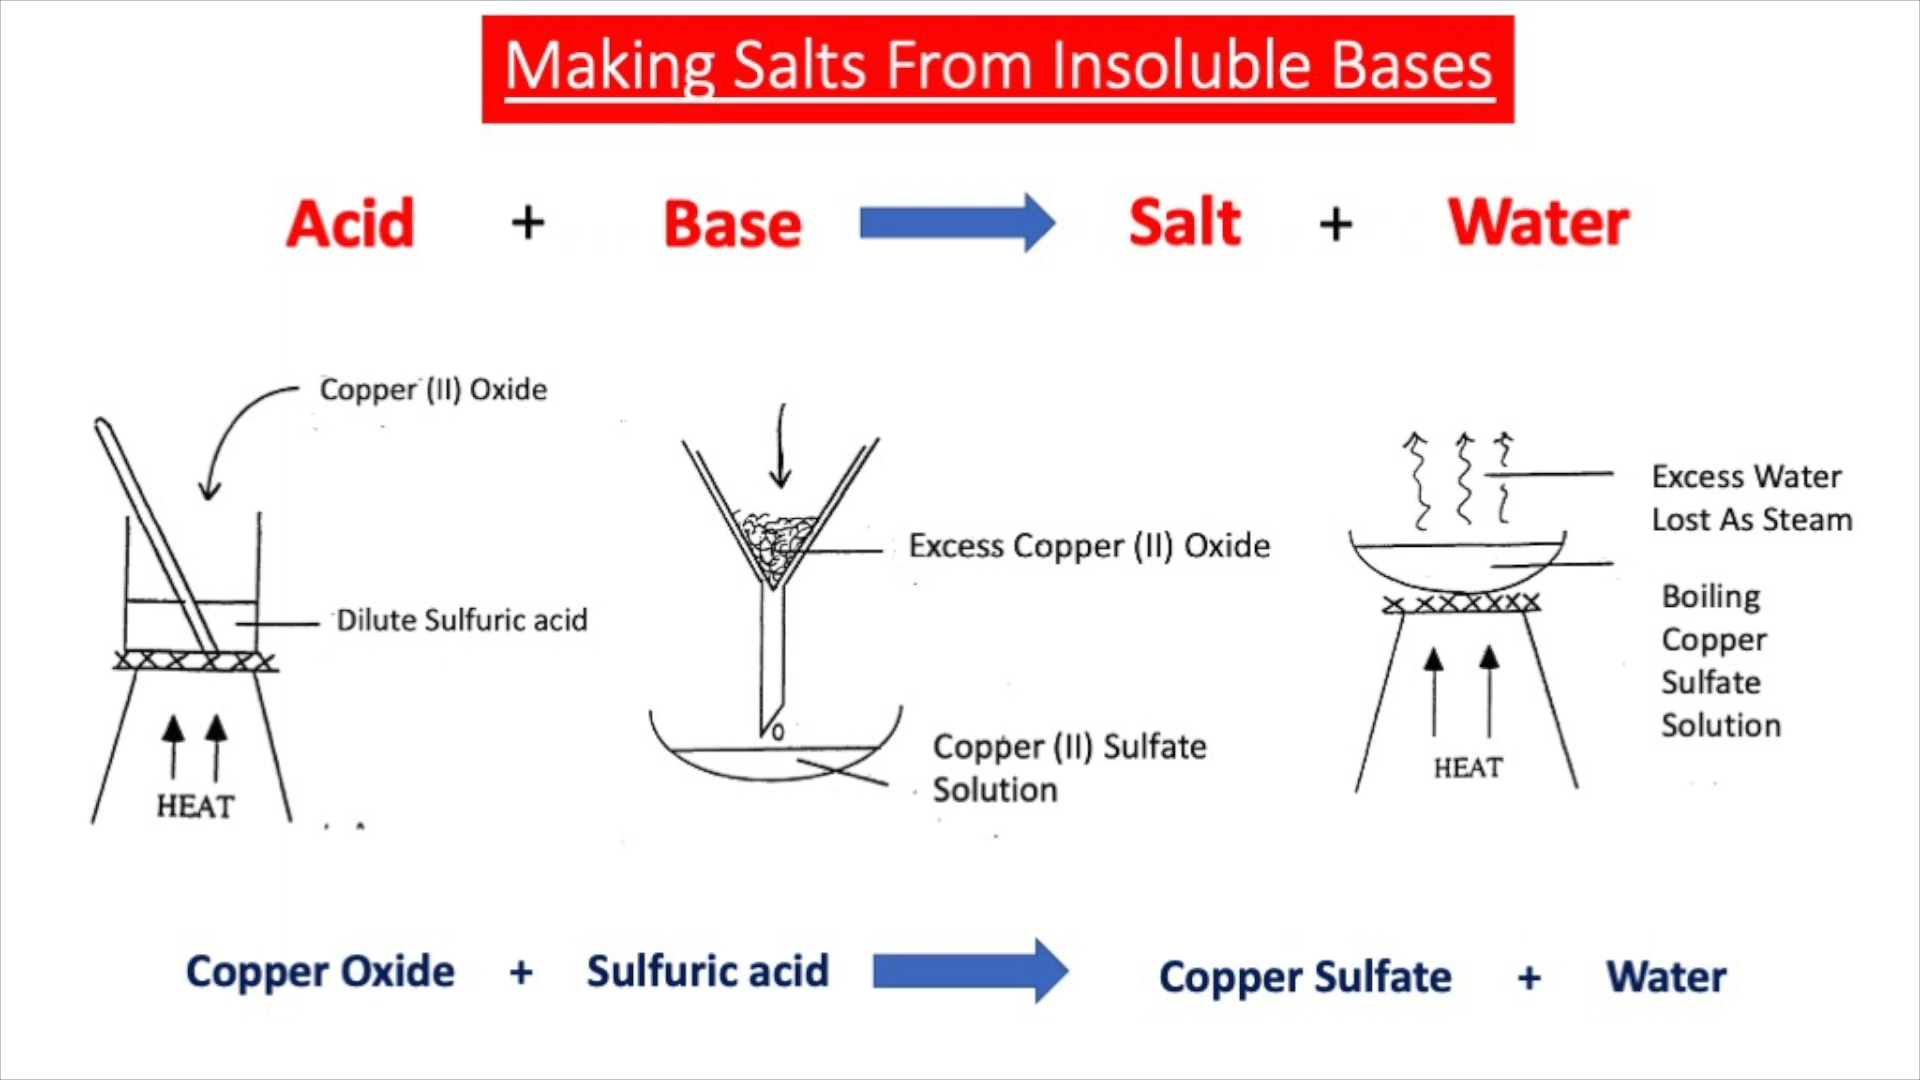 Making Salts From Insoluble Bases
Acid + Base Salt + Water
Copper (II) Oxide
Dilute Sulfuric acid
HEAT
Excess Copper (II) Oxide
Copper (II) Sulfate
Solution
Excess Water
Lost As Steam
Boiling
Copper
Sulfate
Solution
HEAT
Copper Oxide + Sulfuric acid Copper Sulfate + Water